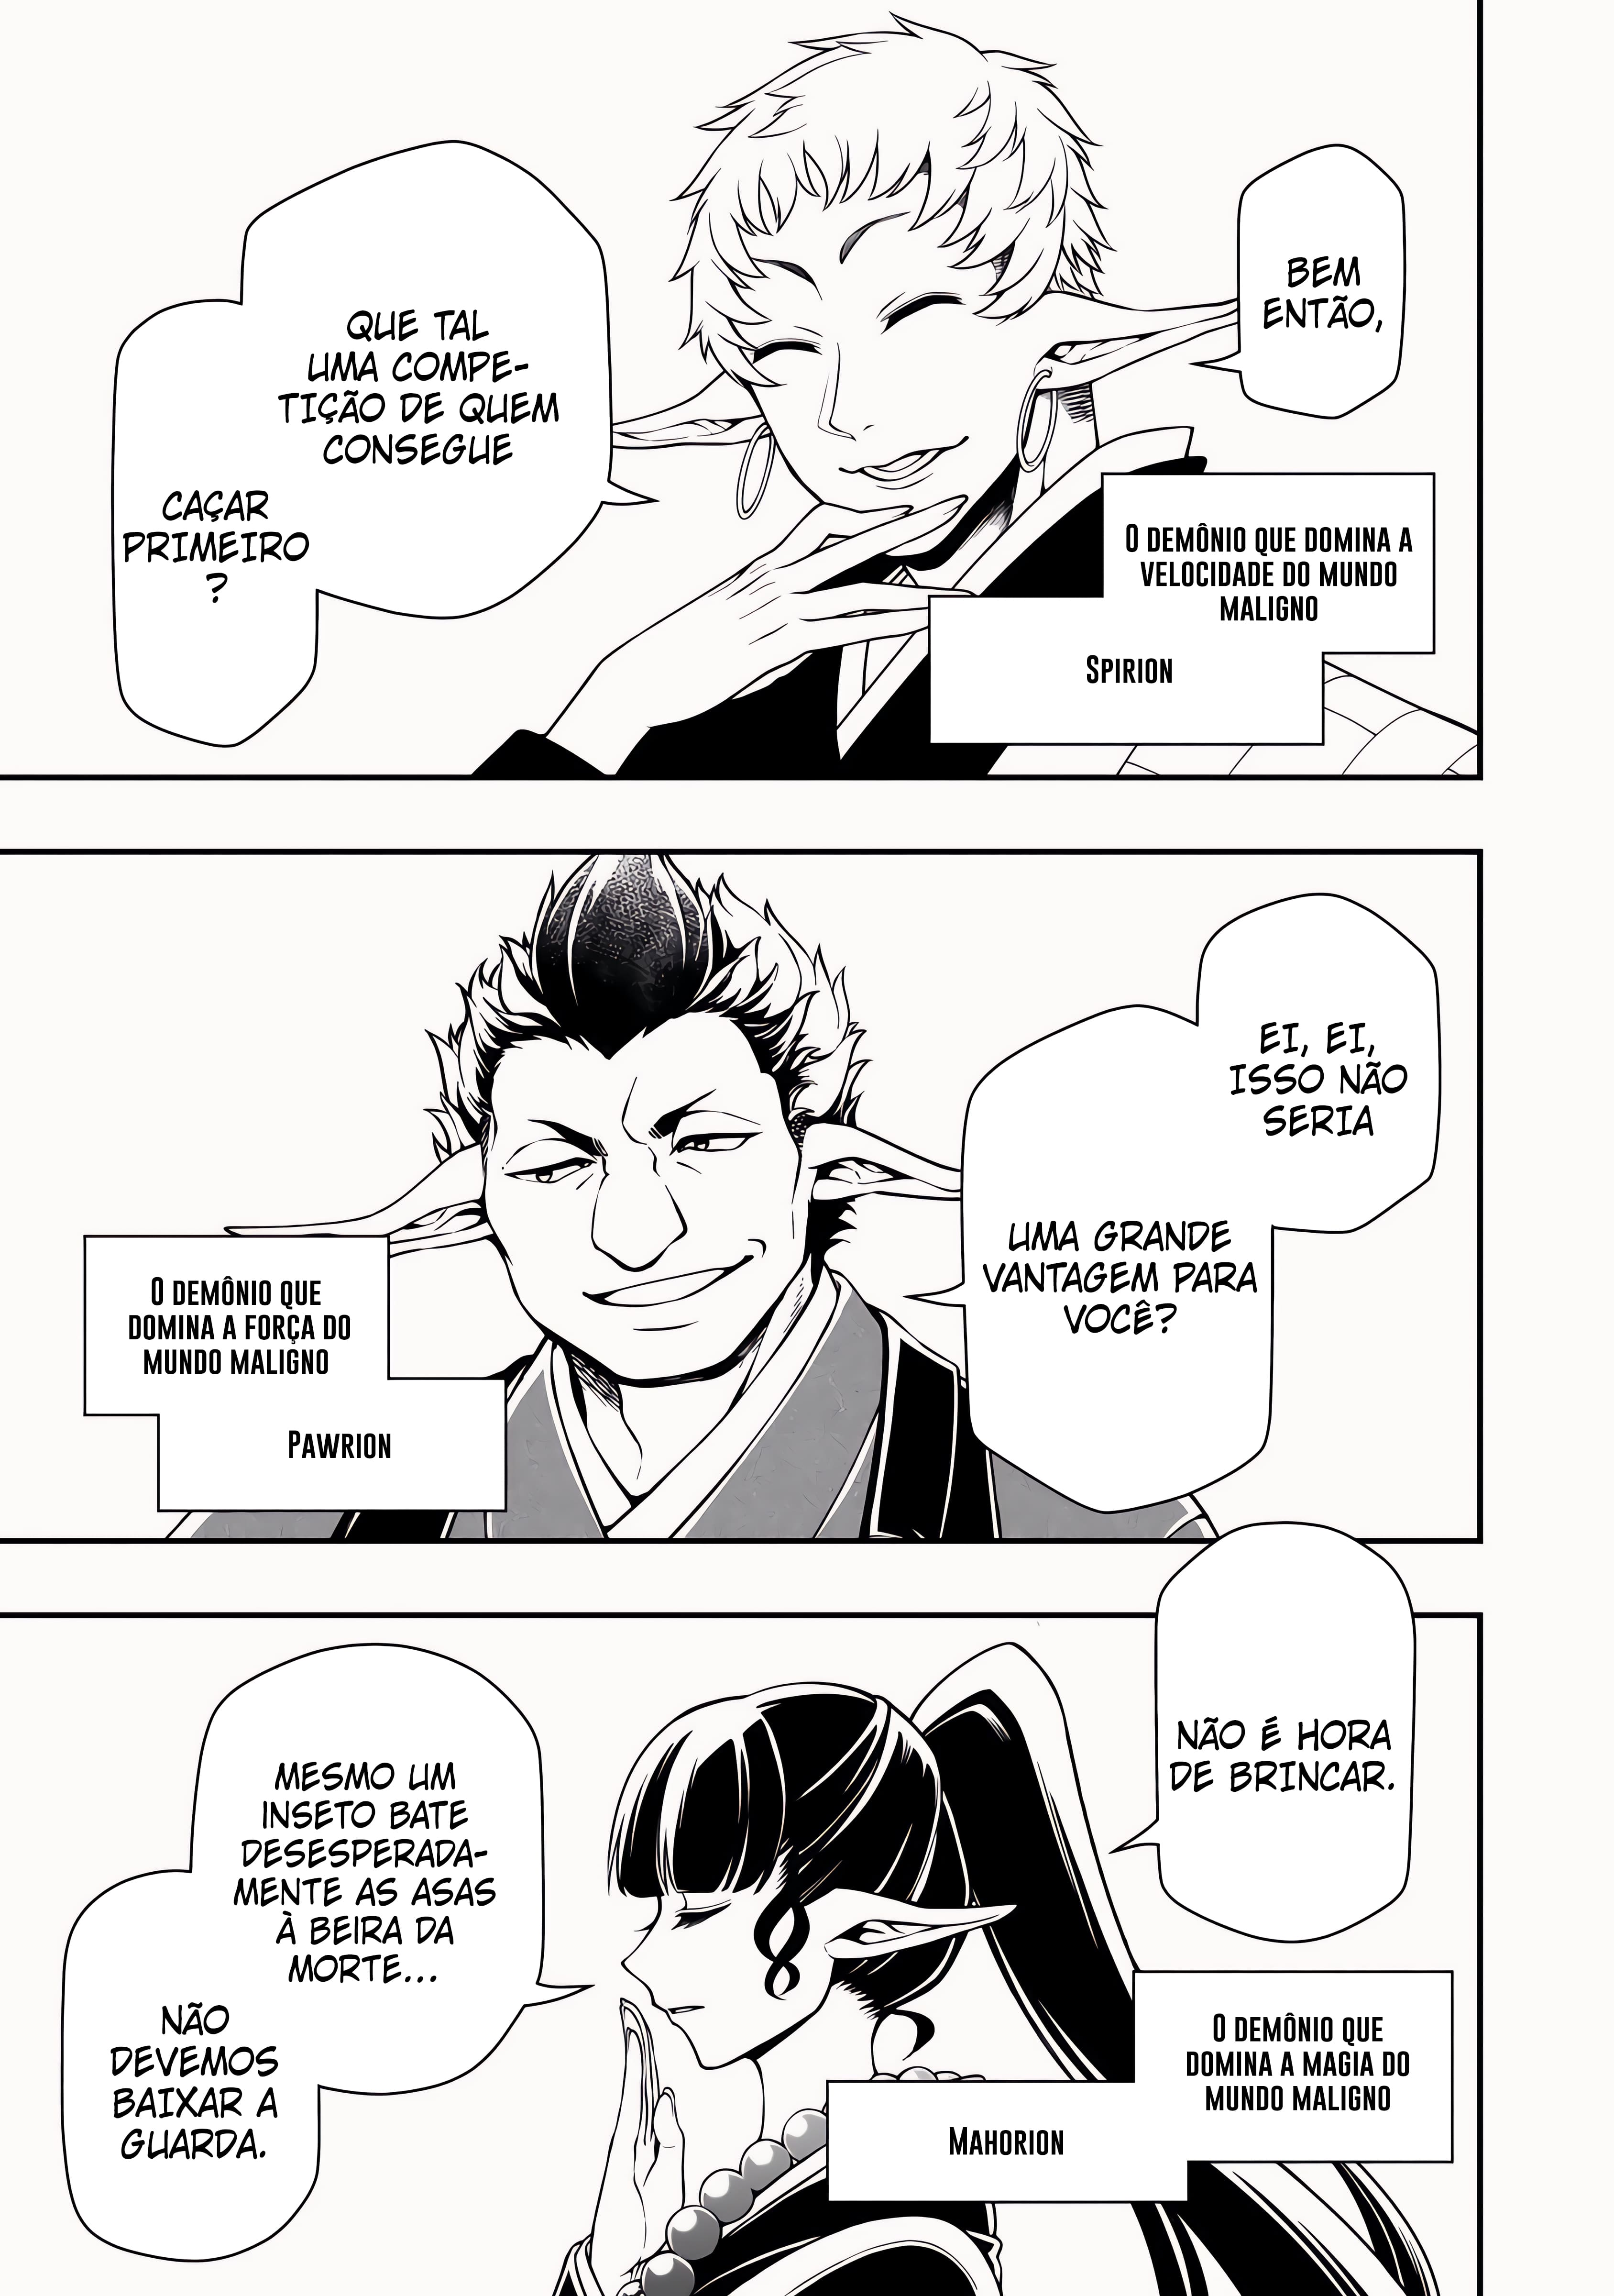 BEM
ENTÃO,
QUE TAL
UMA COMPE-
TIÇÃO DE QUEM
CONSEGUE
CAÇAR
PRIMEIRO
?
O DEMÔNIO QUE DOMINA A
VELOCIDADE DO MUNDO
MALIGNO
SPIRION
EI, EI,
ISSO NÃO
SERIA
UMA GRANDE
VANTAGEM PARA
VOCÊ?
O DEMÔNIO QUE
DOMINA A FORÇA DO
MUNDO MALIGNO
PAWRION
NÃO É HORA
DE BRINCAR.
MESMO UM
INSETO BATE
DESESPERADA-
MENTE AS ASAS
À BEIRA DA
MORTE...
NÃO
DEVEMOS
BAIXAR A
GUARDA.
O DEMÔNIO QUE
DOMINA A MAGIA DO
MUNDO MALIGNO
MAHORION